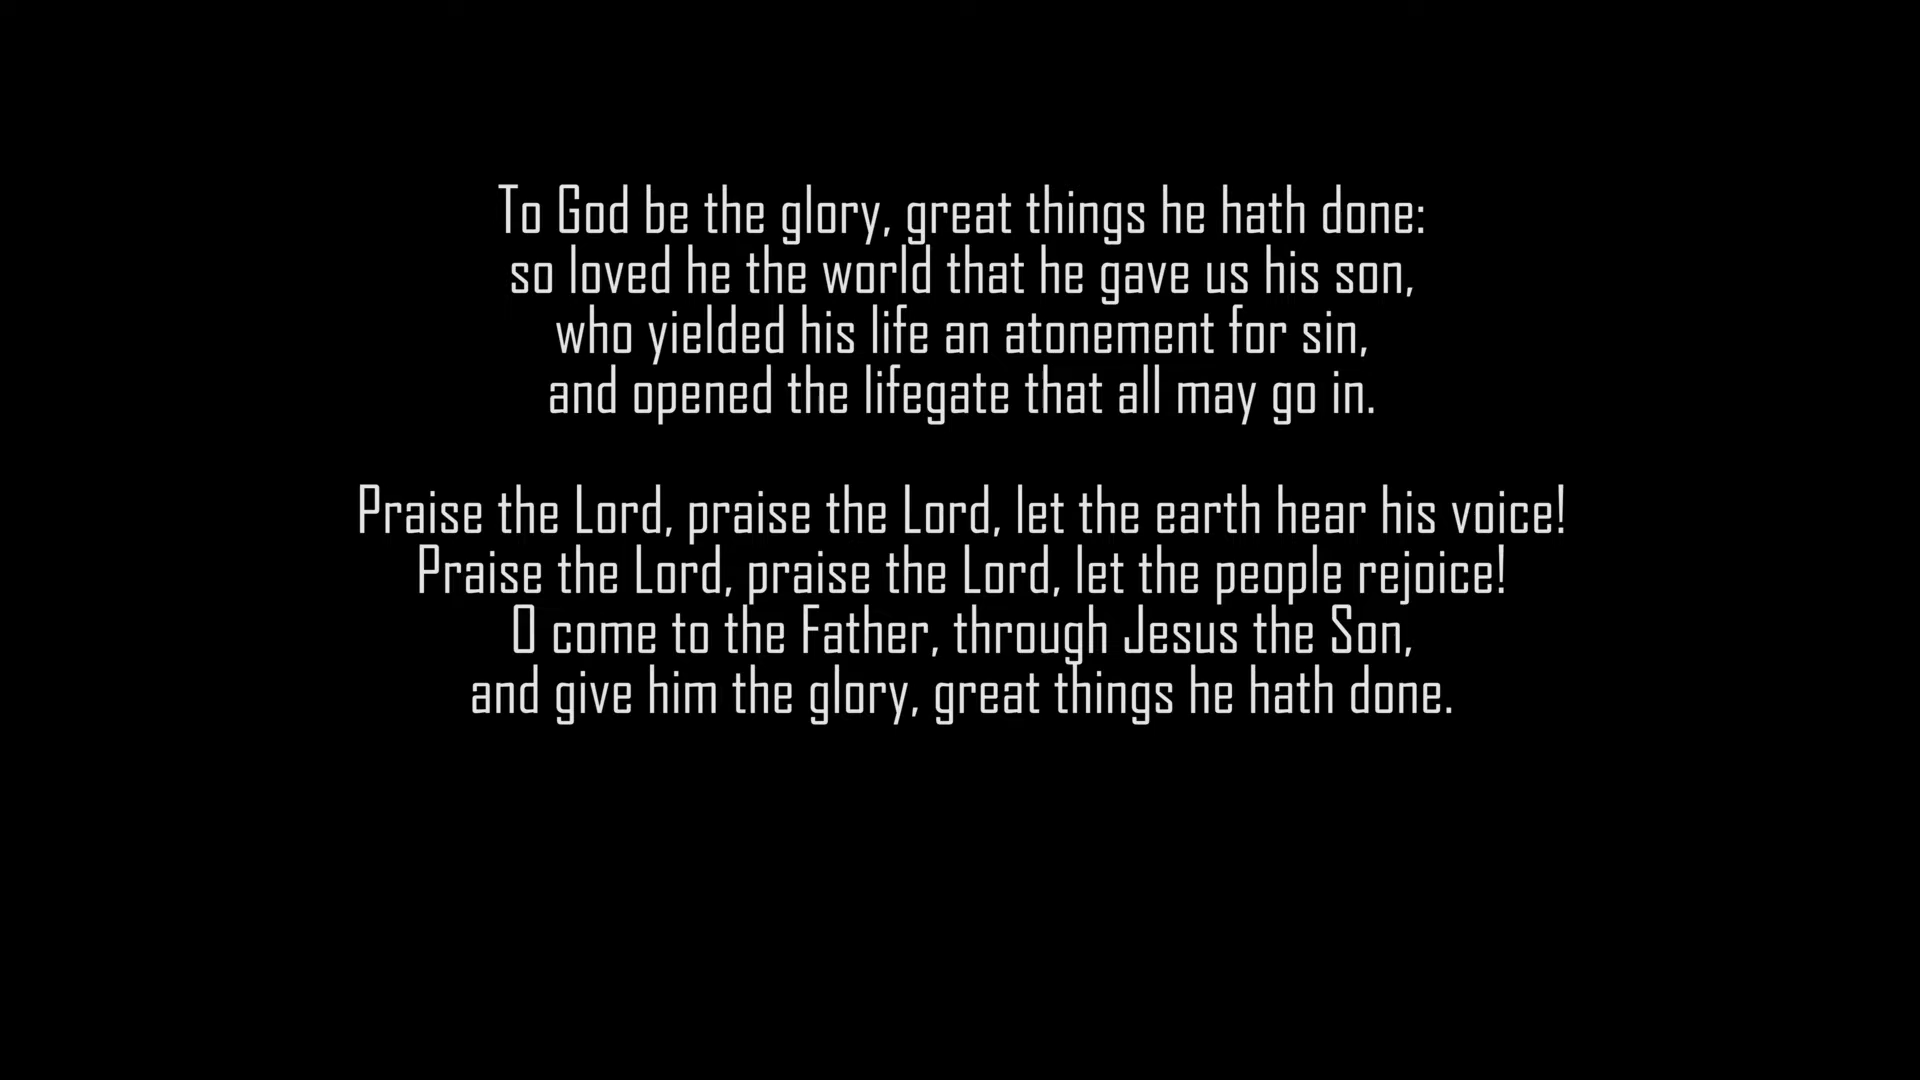 To God be the glory, great things he hath done:
so loved he the world that he gave us his son,
who yielded his life an atonement for sin,
and opened the lifegate that all may go in.
Praise the Lord, praise the Lord, let the earth hear his voice!
Praise the Lord, praise the Lord, let the people rejoice!
O come to the Father, through Jesus the Son,
and give him the glory, great things he hath done.